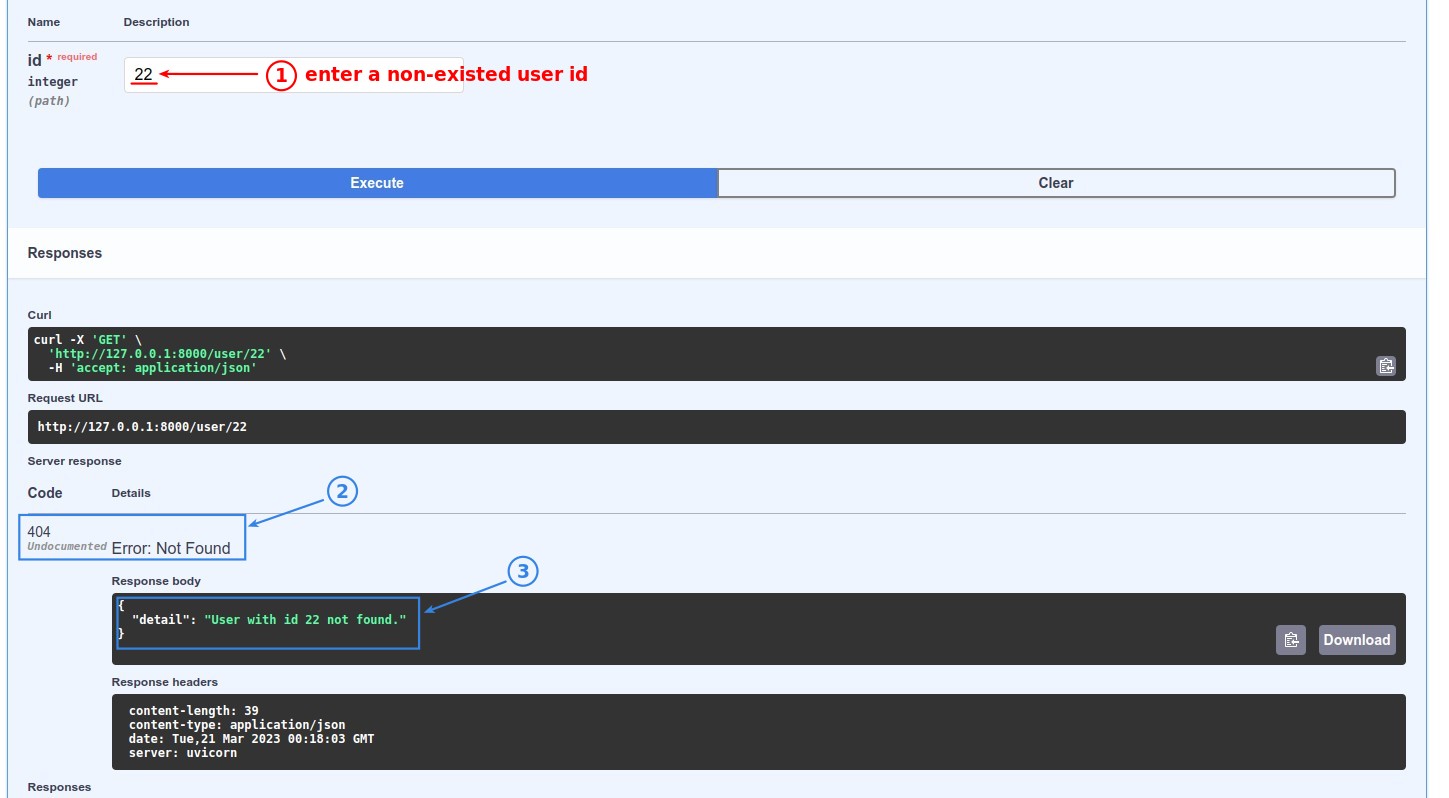 Name Description
id * required
22 1 enter a non-existed user id
integer
(path)
Execute Clear
Responses
Curl
curl -X 'GET' \
'http://127.0.0.1:8000/user/22' \
-H 'accept: application/json'
Request URL
http://127.0.0.1:8000/user/22
Server response
2
Code Details
404
Undocumented Error: Not Found
3
Response body
{
"detail": "User with id 22 not found."
}
Download
Response headers
content-length: 39
content-type: application/json
date: Tue,21 Mar 2023 00:18:03 GMT
server: uvicorn
Responses